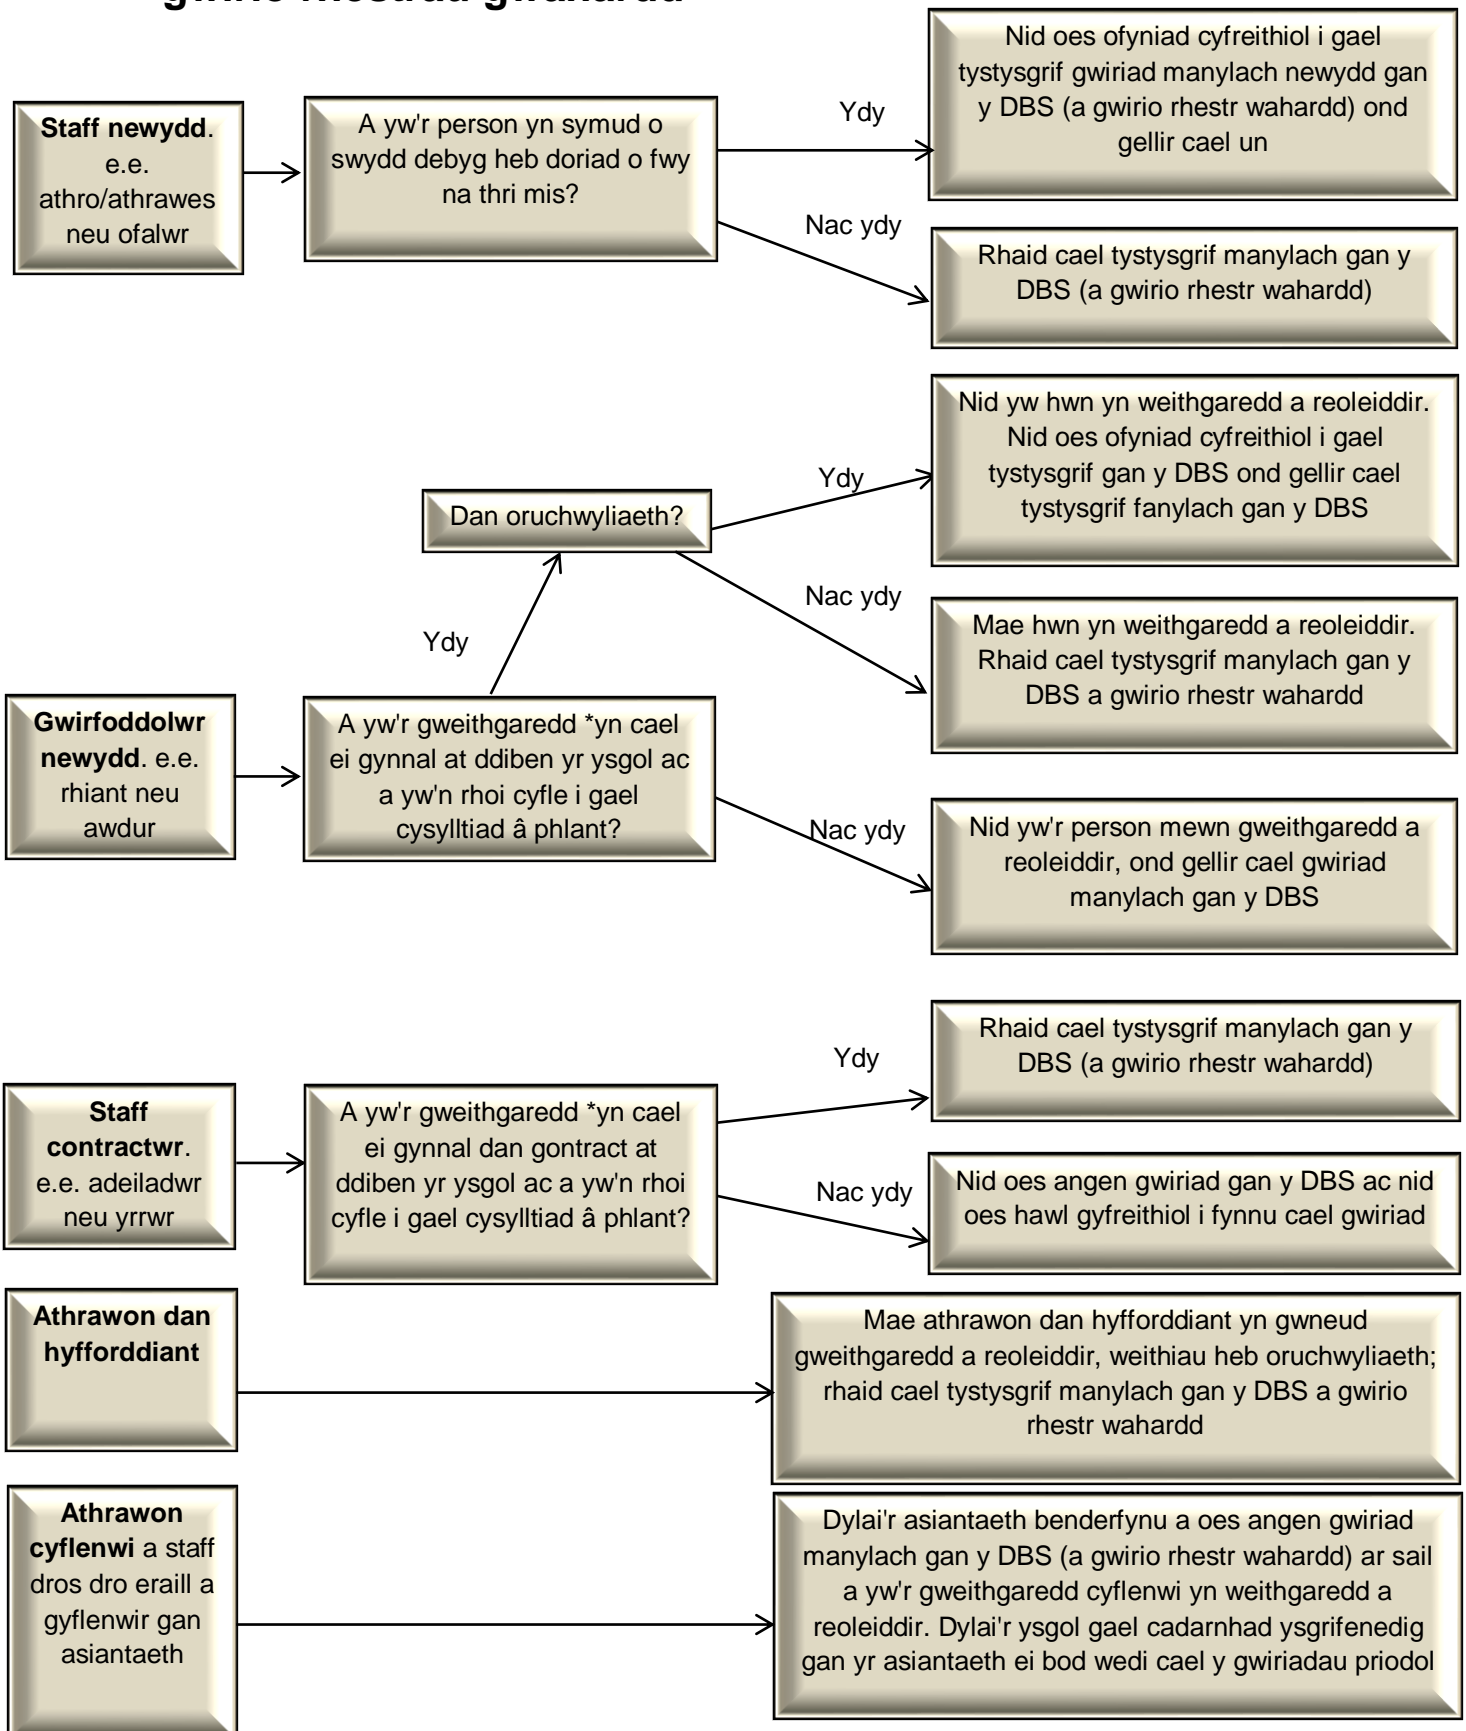 Staff newydd.
e.e.
athro/athrawes
neu ofalwr
A yw'r person yn symud o
swydd debyg heb doriad o fwy
na thri mis?
Ydy
Nid oes ofyniad cyfreithiol i gael
tystysgrif gwiriad manylach newydd gan
y DBS (a gwirio rhestr wahardd) ond
gellir cael un
Nac ydy
Rhaid cael tystysgrif manylach gan y
DBS (a gwirio rhestr wahardd)
Gwirfoddolwr
newydd. e.e.
rhiant neu
awdur
A yw'r gweithgaredd *yn cael
ei gynnal at ddiben yr ysgol ac
a yw'n rhoi cyfle i gael
cysylltiad â phlant?
Ydy
Dan oruchwyliaeth?
Ydy
Nid yw hwn yn weithgaredd a reoleiddir.
Nid oes ofyniad cyfreithiol i gael
tystysgrif gan y DBS ond gellir cael
tystysgrif fanylach gan y DBS
Nac ydy
Mae hwn yn weithgaredd a reoleiddir.
Rhaid cael tystysgrif manylach gan y
DBS a gwirio rhestr wahardd
Nac ydy
Nid yw'r person mewn gweithgaredd a
reoleiddir, ond gellir cael gwiriad
manylach gan y DBS
Staff
contractwr.
e.e. adeiladwr
neu yrrwr
A yw'r gweithgaredd *yn cael
ei gynnal dan gontract at
ddiben yr ysgol ac a yw'n rhoi
cyfle i gael cysylltiad â phlant?
Ydy
Rhaid cael tystysgrif manylach gan y
DBS (a gwirio rhestr wahardd)
Nac ydy
Nid oes angen gwiriad gan y DBS ac nid
oes hawl gyfreithiol i fynnu cael gwiriad
Athrawon dan
hyfforddiant
Mae athrawon dan hyfforddiant yn gwneud
gweithgaredd a reoleiddir, weithiau heb oruchwyliaeth;
rhaid cael tystysgrif manylach gan y DBS a gwirio
rhestr wahardd
Athrawon
cyflenwi a staff
dros dro eraill a
gyflenwir gan
asiantaeth
Dylai'r asiantaeth benderfynu a oes angen gwiriad
manylach gan y DBS (a gwirio rhestr wahardd) ar sail
a yw'r gweithgaredd cyflenwi yn weithgaredd a
reoleiddir. Dylai'r ysgol gael cadarnhad ysgrifenedig
gan yr asiantaeth ei bod wedi cael y gwiriadau priodol